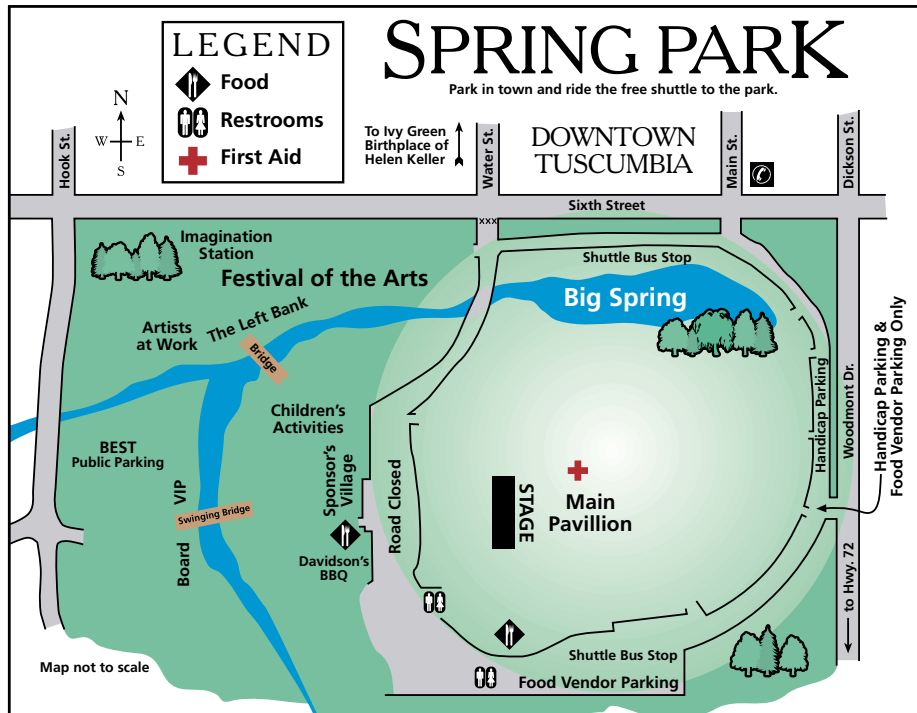 LEGEND
Food
Restrooms
First Aid
SPRING PARK
Park in town and ride the free shuttle to the park.
N
W
E
S
Hook St.
To Ivy Green
Birthplace of
Helen Keller
Water St.
DOWNTOWN
TUSCUMBIA
Main St.
Dickson St.
Sixth Street
xxx
Imagination
Station
Festival of the Arts
Shuttle Bus Stop
Big Spring
The Left Bank
Artists
at Work
Bridge
Children's
Activities
BEST
Public Parking
VIP
Board
Swinging Bridge
Sponsor's
Village
Davidson's
BBQ
Road Closed
STAGE
Main
Pavillion
Handicap Parking
Woodmont Dr.
Handicap Parking &
Food Vendor Parking Only
to Hwy. 72
Shuttle Bus Stop
Food Vendor Parking
Map not to scale